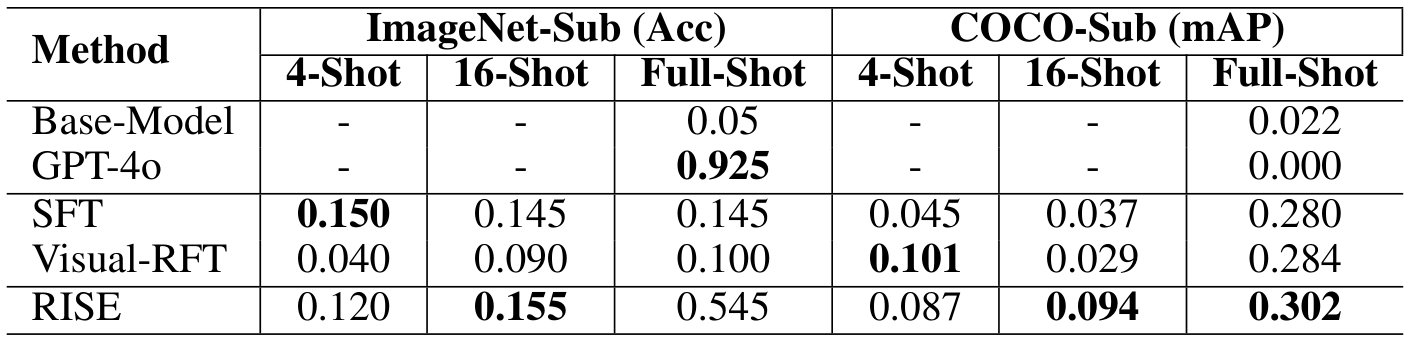 Method ImageNet-Sub (Acc) COCO-Sub (mAP)
4-Shot 16-Shot Full-Shot 4-Shot 16-Shot Full-Shot
Base-Model - - 0.05 - - 0.022
GPT-4o - - 0.925 - - 0.000
SFT 0.150 0.145 0.145 0.045 0.037 0.280
Visual-RFT 0.040 0.090 0.100 0.101 0.029 0.284
RISE 0.120 0.155 0.545 0.087 0.094 0.302